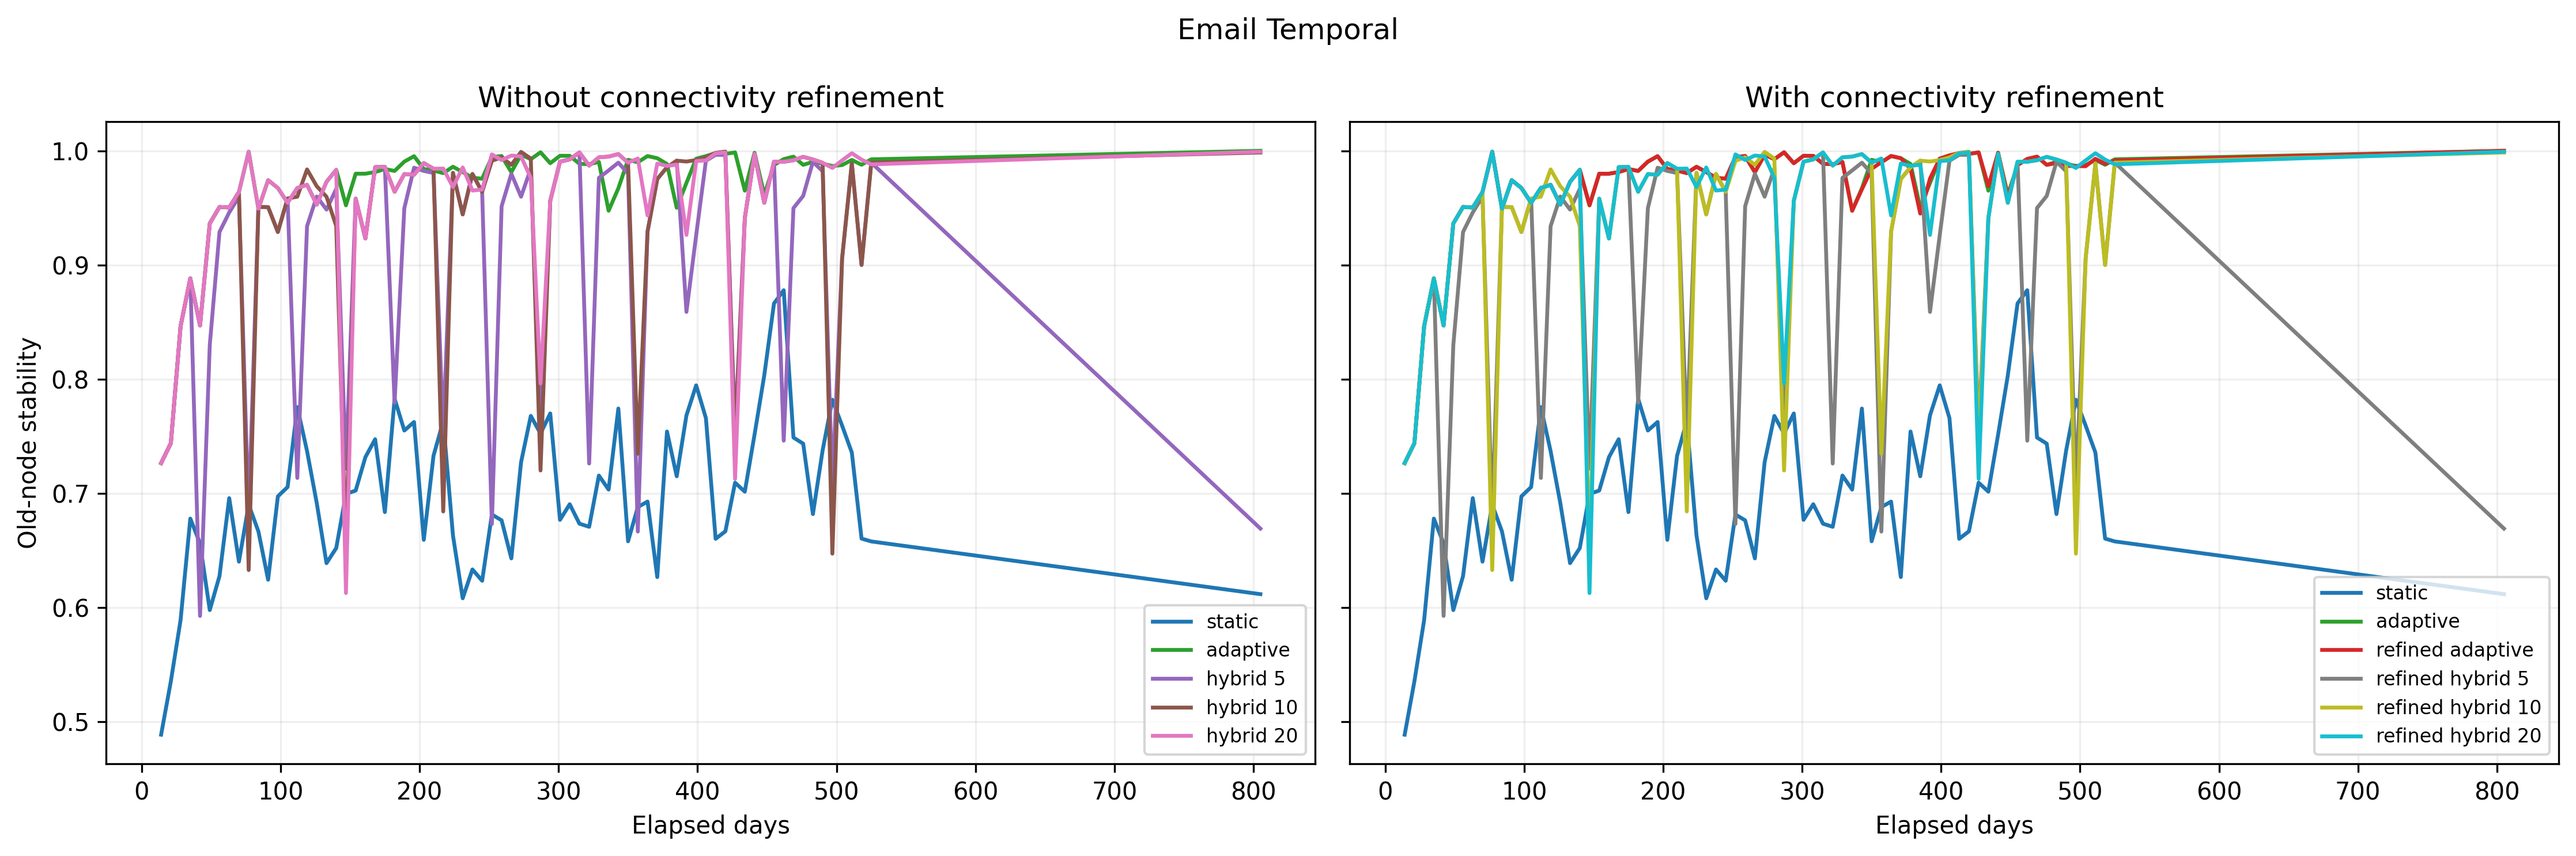 Email Temporal
Without connectivity refinement
Old-node stability
1.0
0.9
0.8
0.7
0.6
0.5
0 100 200 300 400 500 600 700 800
Elapsed days
static
adaptive
hybrid 5
hybrid 10
hybrid 20
With connectivity refinement
0 100 200 300 400 500 600 700 800
Elapsed days
static
adaptive
refined adaptive
refined hybrid 5
refined hybrid 10
refined hybrid 20